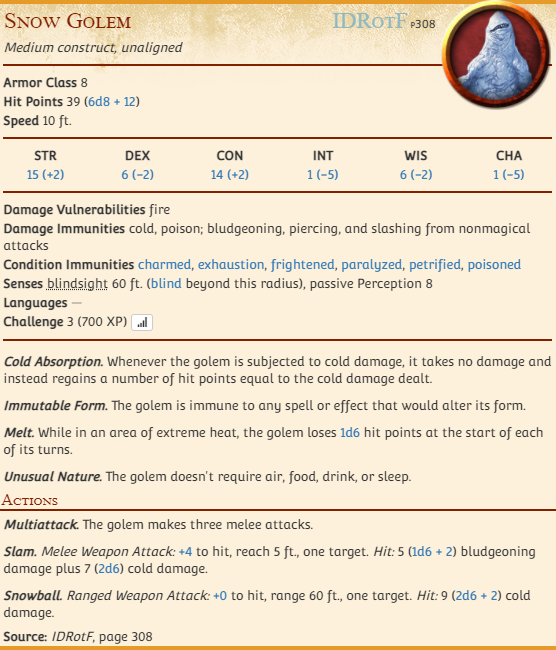 Snow Golem IDRotF p308
Medium construct, unaligned
Armor Class 8
Hit Points 39 (6d8 + 12)
Speed 10 ft.
STR DEX CON INT WIS CHA
15 (+2) 6 (−2) 14 (+2) 1 (−5) 6 (−2) 1 (−5)
Damage Vulnerabilities fire
Damage Immunities cold, poison; bludgeoning, piercing, and slashing from nonmagical
attacks
Condition Immunities charmed, exhaustion, frightened, paralyzed, petrified, poisoned
Senses blindsight 60 ft. (blind beyond this radius), passive Perception 8
Languages —
Challenge 3 (700 XP)
Cold Absorption. Whenever the golem is subjected to cold damage, it takes no damage and
instead regains a number of hit points equal to the cold damage dealt.
Immutable Form. The golem is immune to any spell or effect that would alter its form.
Melt. While in an area of extreme heat, the golem loses 1d6 hit points at the start of each
of its turns.
Unusual Nature. The golem doesn't require air, food, drink, or sleep.
Actions
Multiattack. The golem makes three melee attacks.
Slam. Melee Weapon Attack: +4 to hit, reach 5 ft., one target. Hit: 5 (1d6 + 2) bludgeoning
damage plus 7 (2d6) cold damage.
Snowball. Ranged Weapon Attack: +0 to hit, range 60 ft., one target. Hit: 9 (2d6 + 2) cold
damage.
Source: IDRotF, page 308